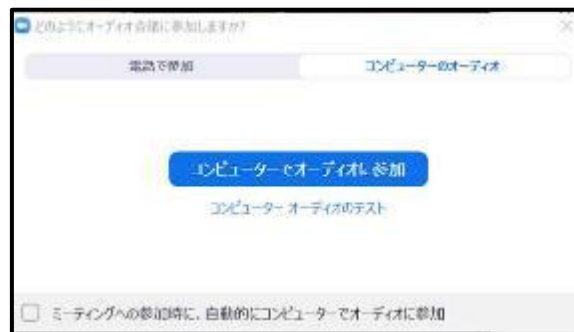 どのようにオーディオ会議に参加しますか?
電話で参加
コンピューターのオーディオ
コンピューターでオーディオに参加
コンピューター オーディオのテスト
ミーティングへの参加時に、自動的にコンピューターでオーディオに参加